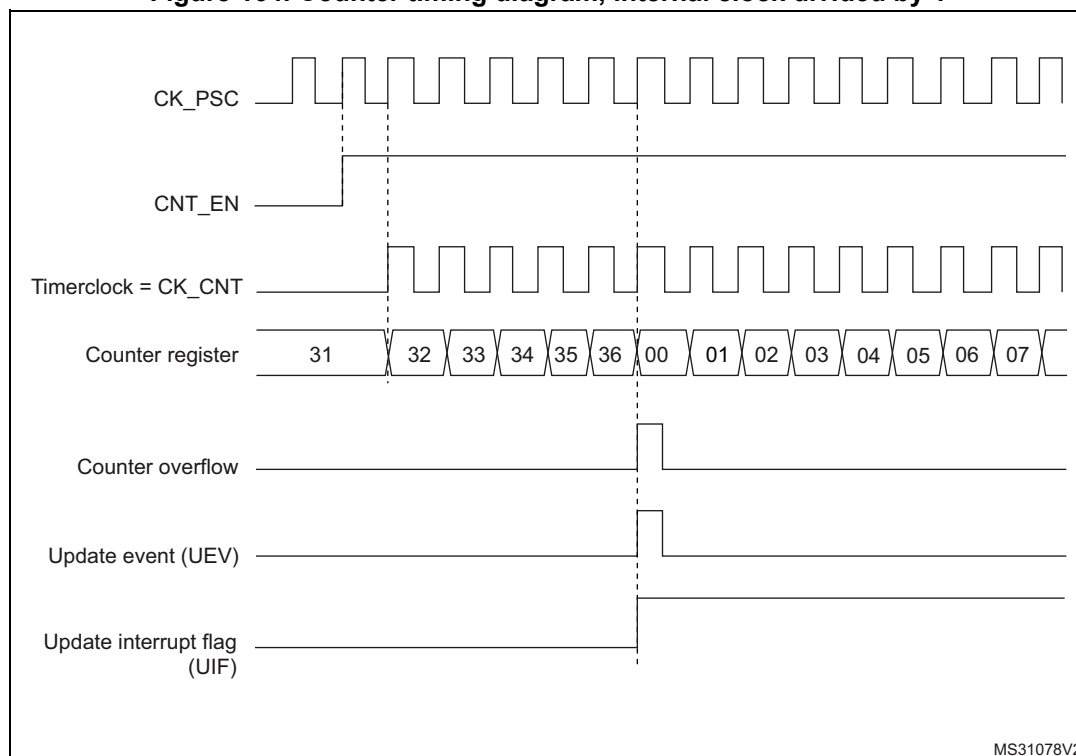 CK_PSC
CNT_EN
Timerclock = CK_CNT
Counter register 31 32 33 34 35 36 00 01 02 03 04 05 06 07
Counter overflow
Update event (UEV)
Update interrupt flag
(UIF)
MS31078V2